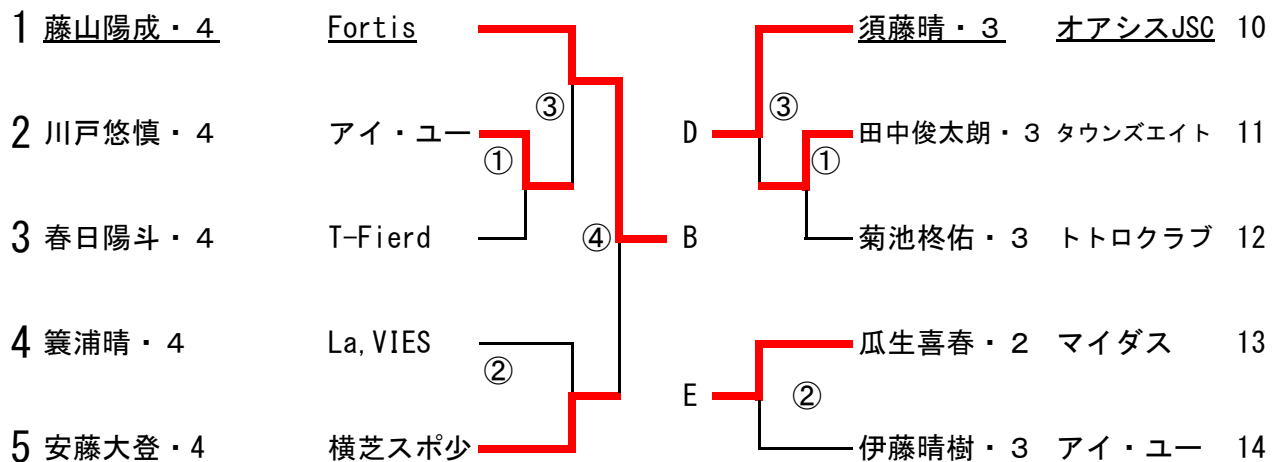 1 藤山陽成・４ Fortis 須藤晴・３ オアシスJSC 10
③ ③
2 川戸悠慎・４ アイ・ユー D 田中俊太朗・３ タウンズエイト 11
① ①
3 春日陽斗・４ T-Fierd ④ B 菊池柊佑・３ トトロクラブ 12
4 簑浦晴・４ La,VIES 瓜生喜春・２ マイダス 13
② E ②
5 安藤大登・4 横芝スポ少 伊藤晴樹・３ アイ・ユー 14